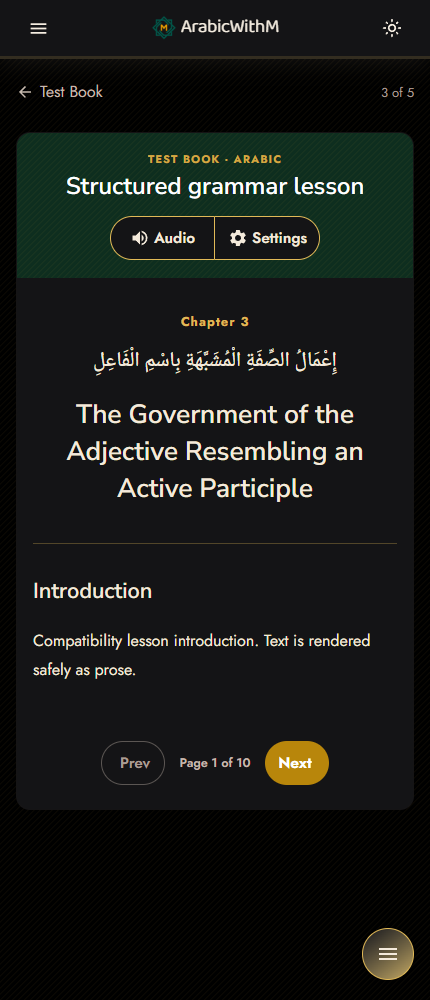 ArabicWithM
Test Book
3 of 5
TEST BOOK · ARABIC
Structured grammar lesson
Audio
Settings
Chapter 3
إِعْمَالُ الصِّفَةِ الْمُشَبَّهَةِ بِاسْمِ الْفَاعِلِ
The Government of the
Adjective Resembling an
Active Participle
Introduction
Compatibility lesson introduction. Text is rendered
safely as prose.
Prev
Page 1 of 10
Next